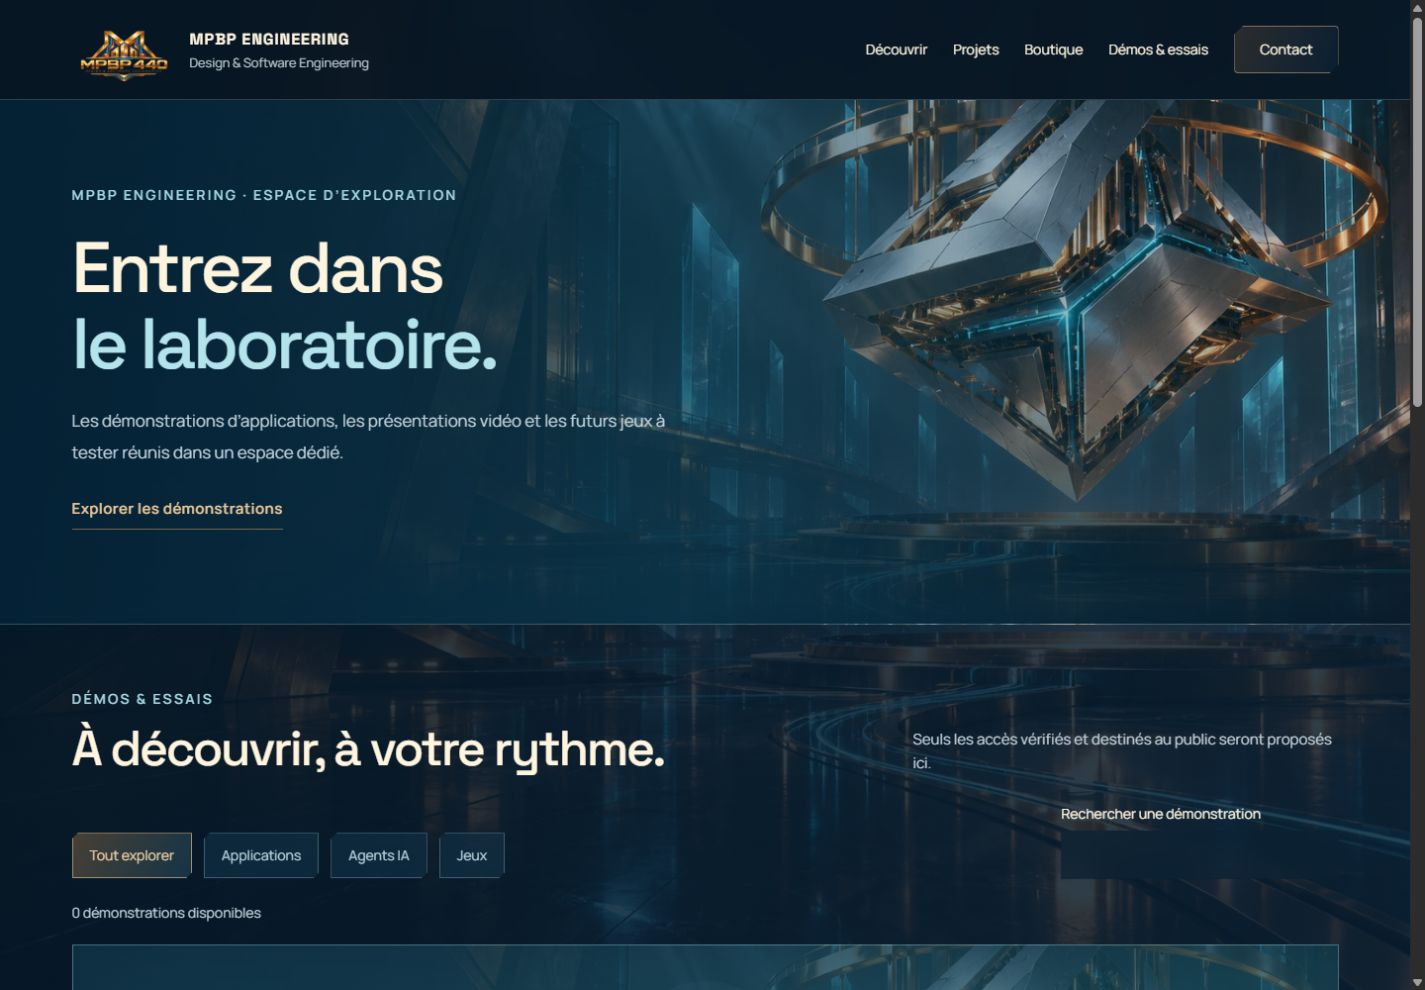 MPBP 440
MPBP ENGINEERING
Design & Software Engineering
Découvrir
Projets
Boutique
Démos & essais
Contact
MPBP ENGINEERING · ESPACE D’EXPLORATION
Entrez dans
le laboratoire.
Les démonstrations d’applications, les présentations vidéo et les futurs jeux à
tester réunis dans un espace dédié.
Explorer les démonstrations
DÉMOS & ESSAIS
À découvrir, à votre rythme.
Seuls les accès vérifiés et destinés au public seront proposés
ici.
Rechercher une démonstration
Tout explorer
Applications
Agents IA
Jeux
0 démonstrations disponibles